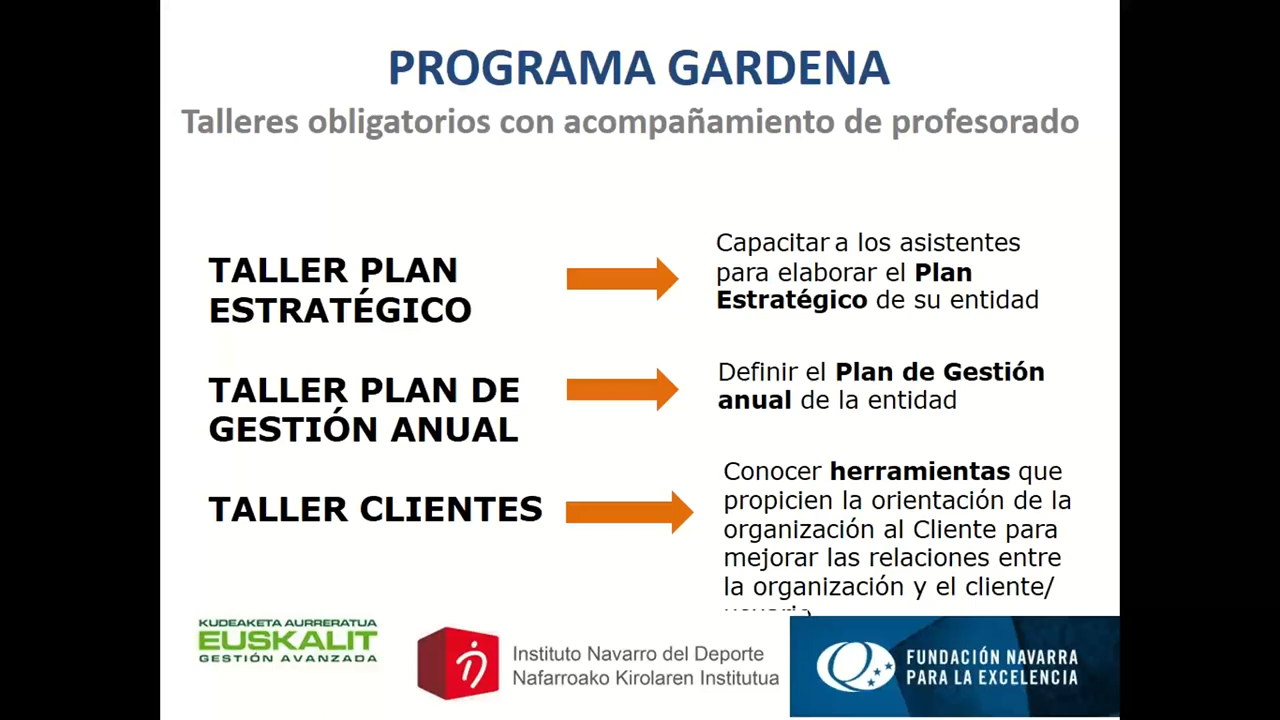 PROGRAMA GARDENA
Talleres obligatorios con acompañamiento de profesorado
TALLER PLAN
ESTRATÉGICO
Capacitar a los asistentes
para elaborar el Plan
Estratégico de su entidad
TALLER PLAN DE
GESTIÓN ANUAL
Definir el Plan de Gestión
anual de la entidad
TALLER CLIENTES
Conocer herramientas que
propicien la orientación de la
organización al Cliente para
mejorar las relaciones entre
la organización y el cliente/
KUDEAKETA AURRERATUA
EUSKALIT
GESTIÓN AVANZADA
Instituto Navarro del Deporte
Nafarroako Kirolaren Institutua
FUNDACIÓN NAVARRA
PARA LA EXCELENCIA